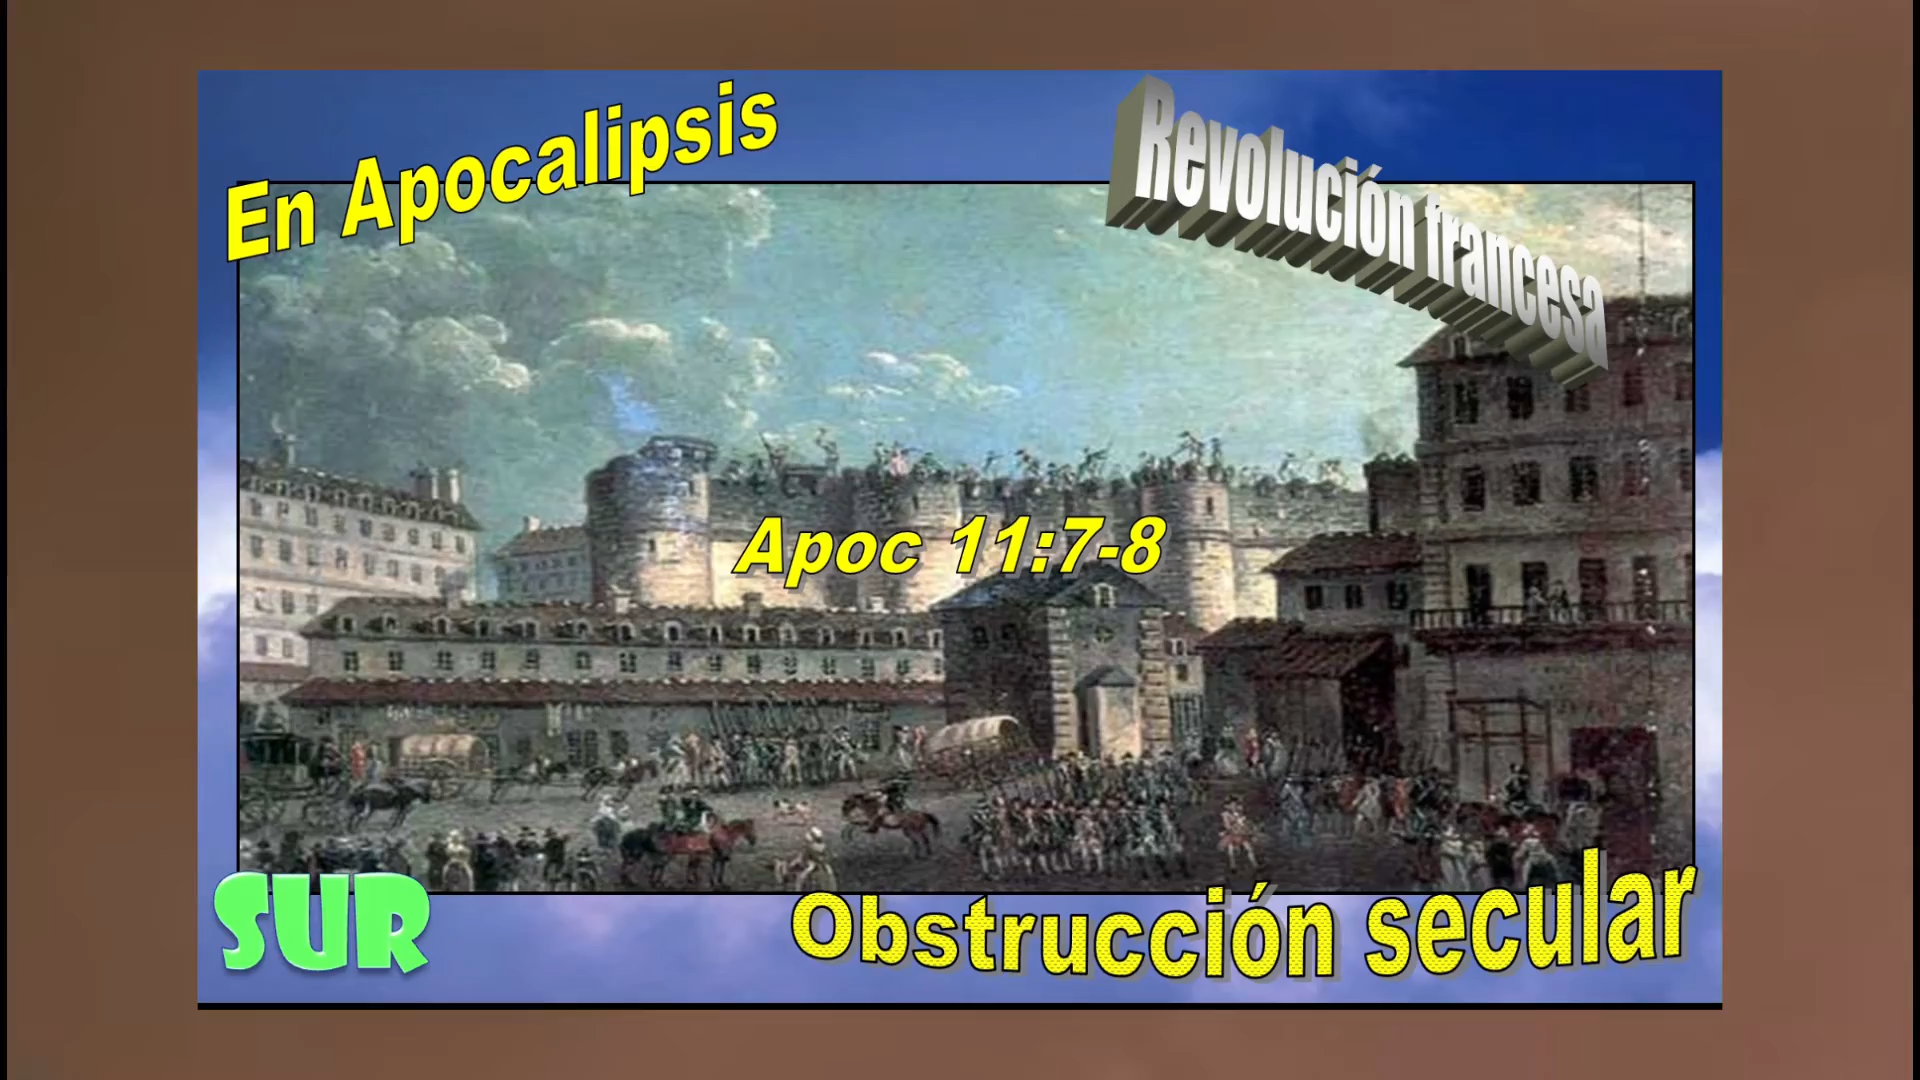 En Apocalipsis
Revolución francesa
Apoc 11:7-8
SUR
Obstrucción secular